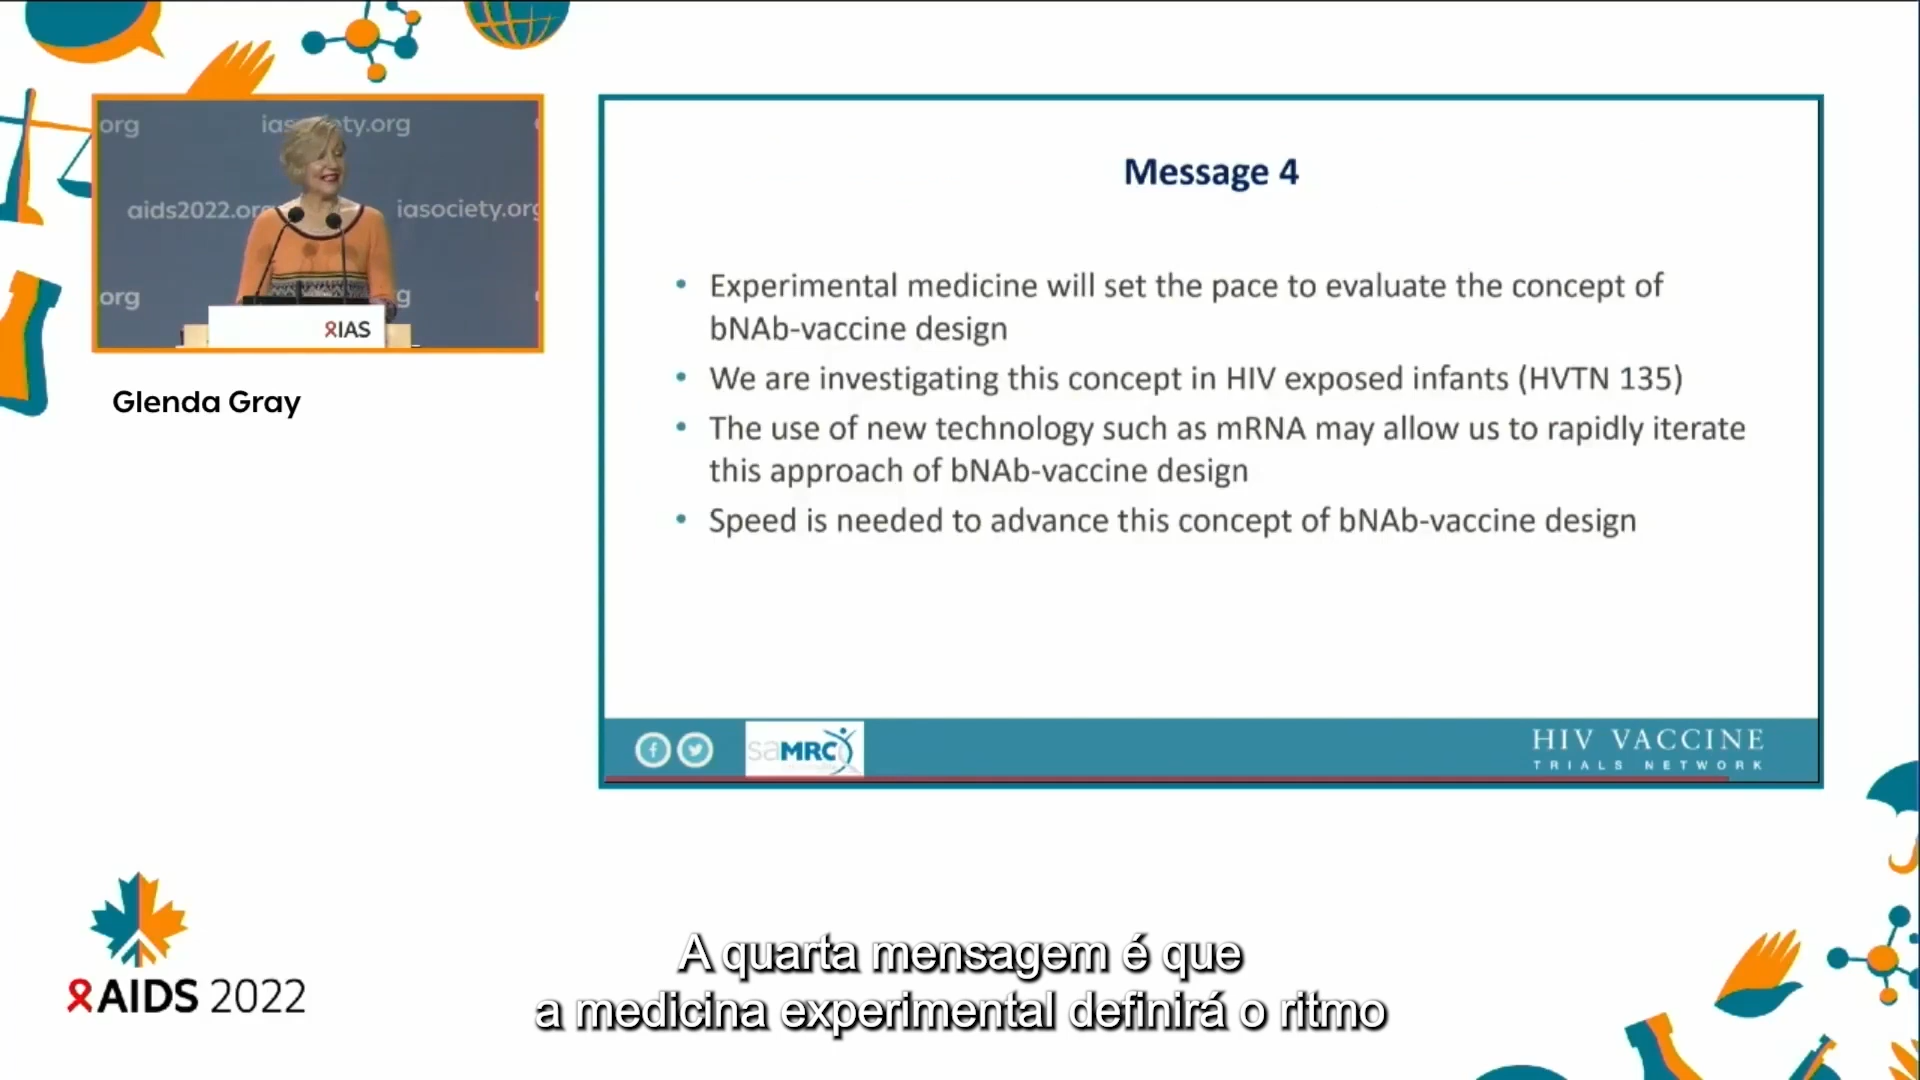 org
iasociety.org
aids2022.org
iasociety.org
org
IAS
Glenda Gray
Message 4
• Experimental medicine will set the pace to evaluate the concept of
bNAb-vaccine design
• We are investigating this concept in HIV exposed infants (HVTN 135)
• The use of new technology such as mRNA may allow us to rapidly iterate
this approach of bNAb-vaccine design
• Speed is needed to advance this concept of bNAb-vaccine design
saMRC
HIV VACCINE
TRIALS NETWORK
AIDS 2022
A quarta mensagem é que
a medicina experimental definirá o ritmo